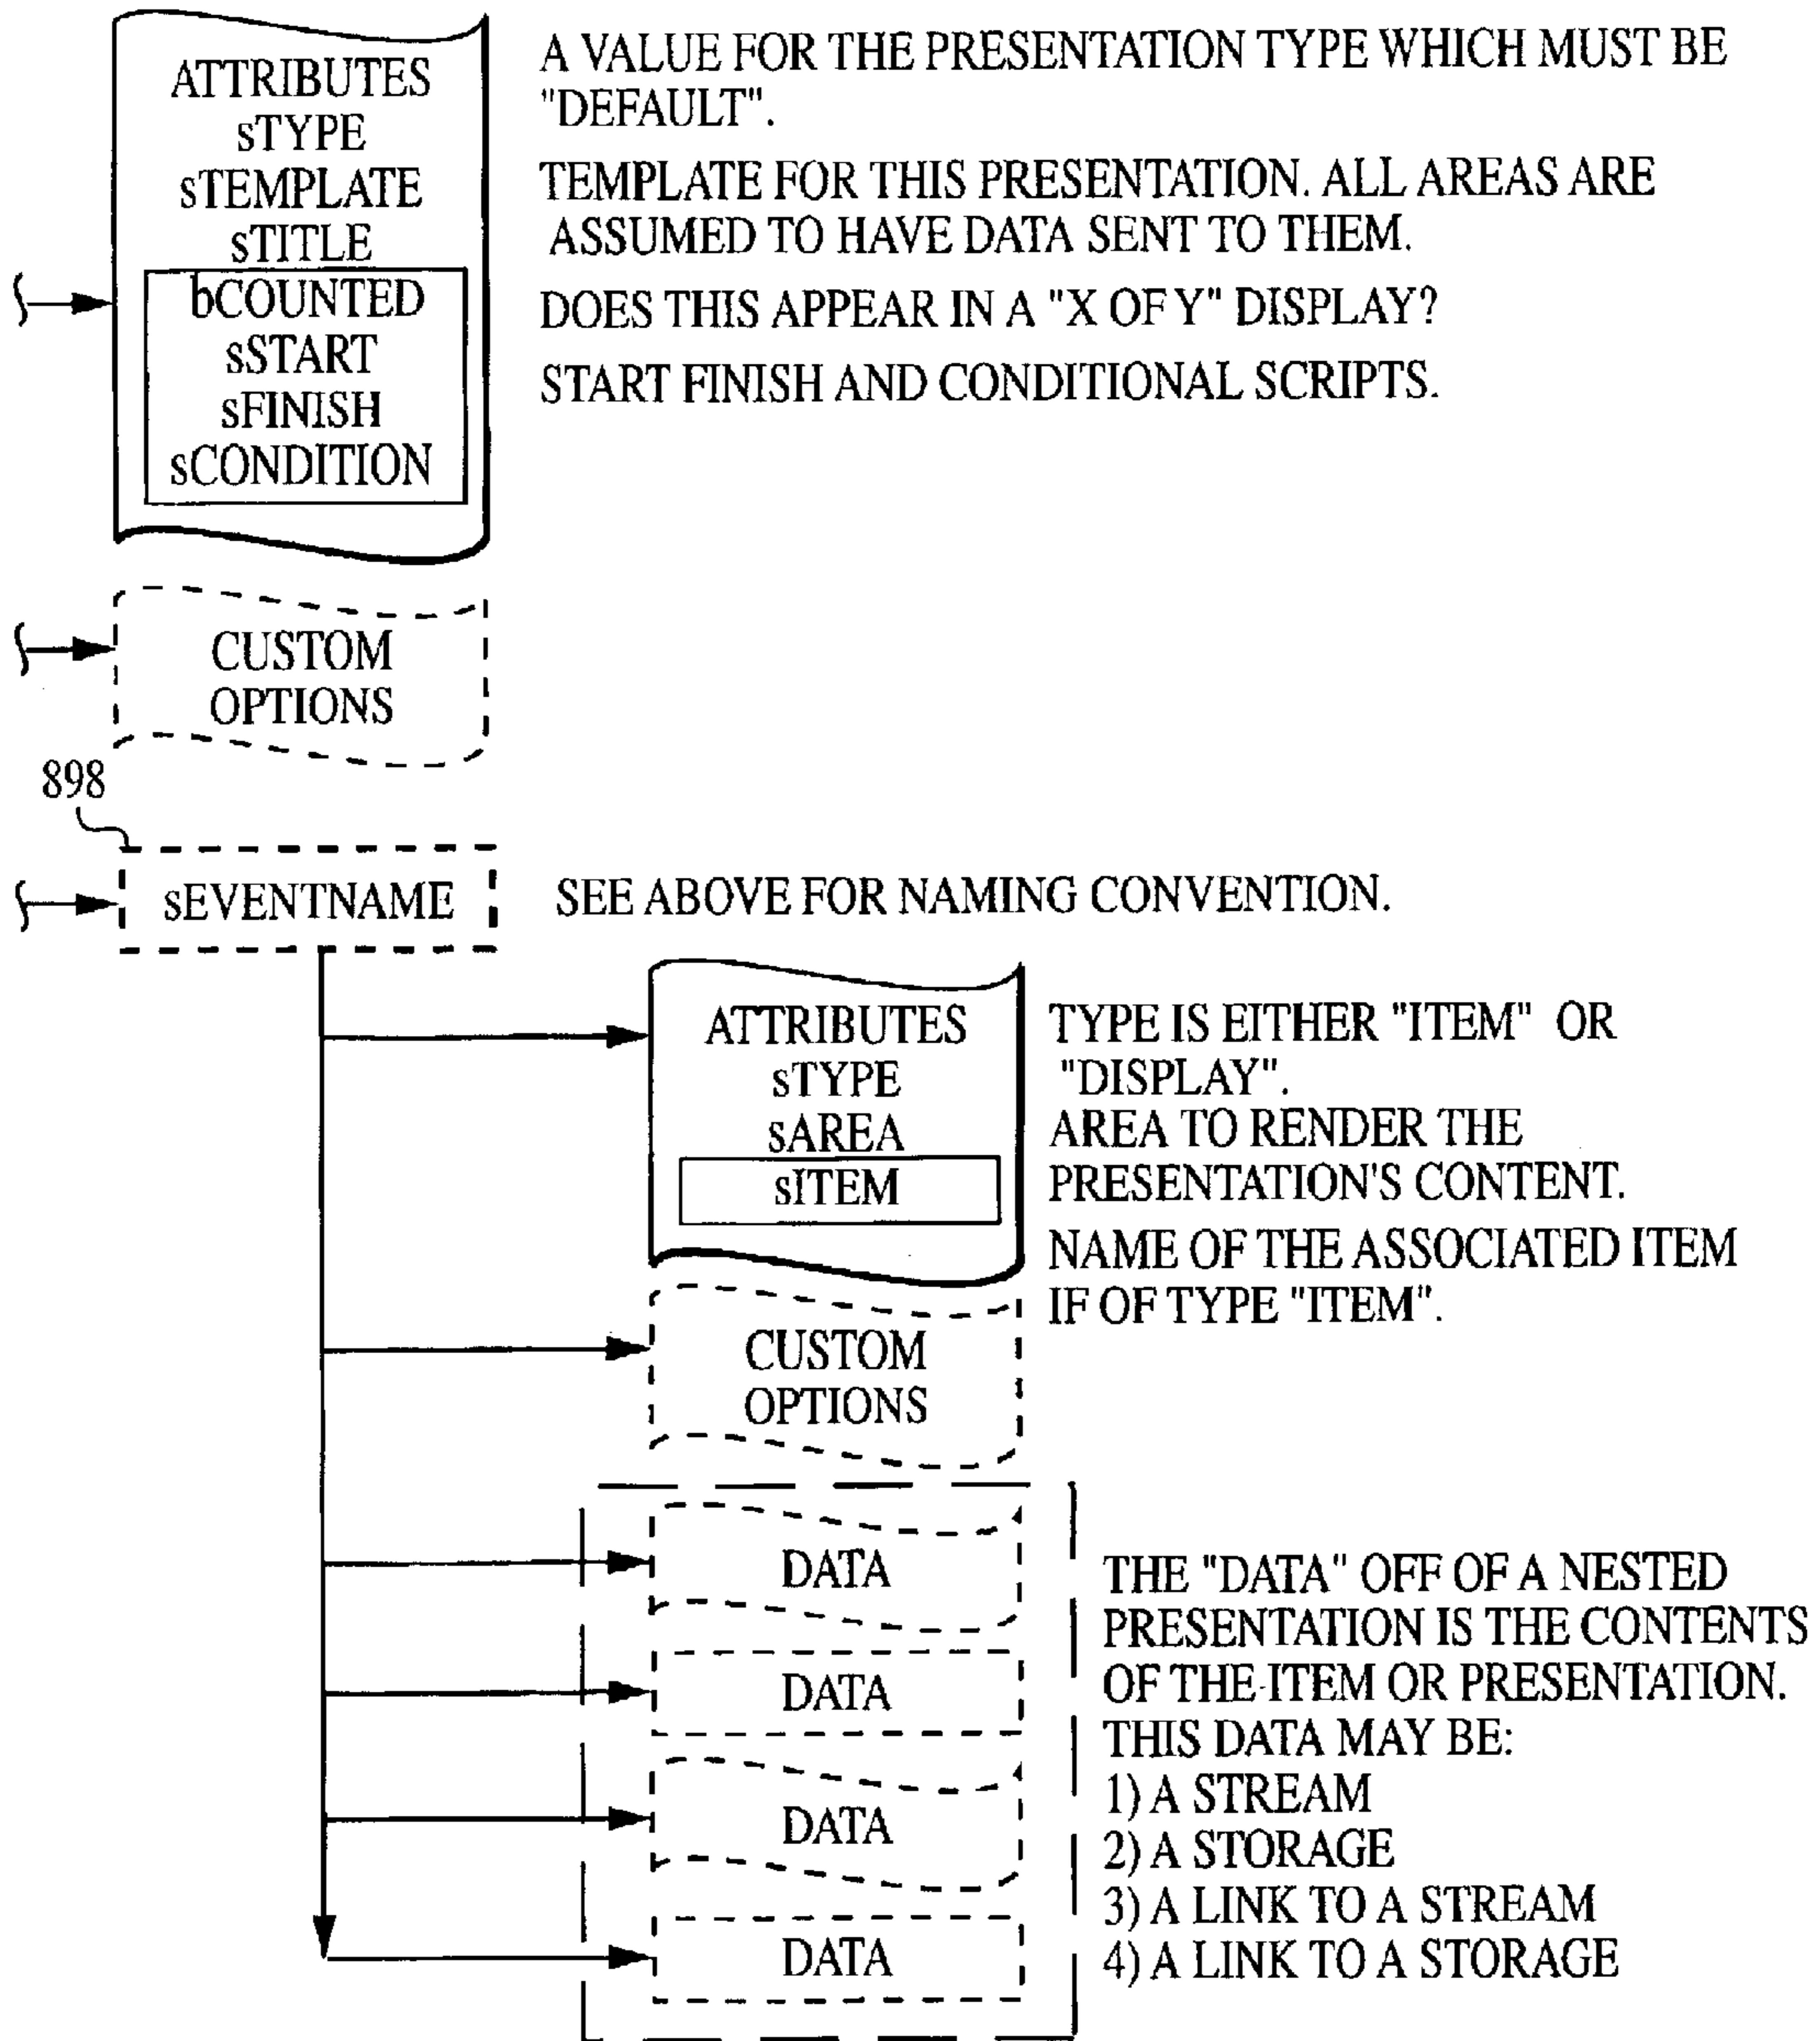 ATTRIBUTES
sTYPE
sTEMPLATE
sTITLE
bCOUNTED
sSTART
sFINISH
sCONDITION
A VALUE FOR THE PRESENTATION TYPE WHICH MUST BE
"DEFAULT".
TEMPLATE FOR THIS PRESENTATION. ALL AREAS ARE
ASSUMED TO HAVE DATA SENT TO THEM.
DOES THIS APPEAR IN A "X OF Y" DISPLAY?
START FINISH AND CONDITIONAL SCRIPTS.
CUSTOM
OPTIONS
898
sEVENTNAME
SEE ABOVE FOR NAMING CONVENTION.
ATTRIBUTES
sTYPE
sAREA
sITEM
TYPE IS EITHER "ITEM" OR
"DISPLAY".
AREA TO RENDER THE
PRESENTATION'S CONTENT.
NAME OF THE ASSOCIATED ITEM
IF OF TYPE "ITEM".
CUSTOM
OPTIONS
DATA
DATA
DATA
DATA
THE "DATA" OFF OF A NESTED
PRESENTATION IS THE CONTENTS
OF THE ITEM OR PRESENTATION.
THIS DATA MAY BE:
1) A STREAM
2) A STORAGE
3) A LINK TO A STREAM
4) A LINK TO A STORAGE